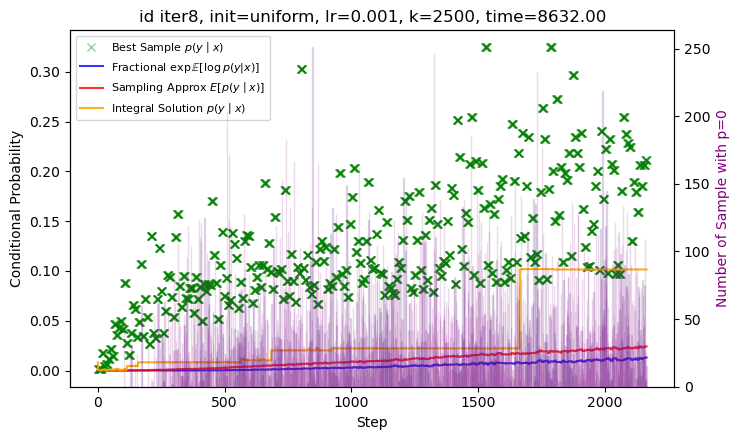 id iter8, init=uniform, lr=0.001, k=2500, time=8632.00
Best Sample p(y | x)
Fractional exp𝔼[log p(y|x)]
Sampling Approx E[p(y | x)]
Integral Solution p(y | x)
Conditional Probability
0.30
0.25
0.20
0.15
0.10
0.05
0.00
0
500
1000
1500
2000
Step
250
200
150
100
50
0
Number of Sample with p=0